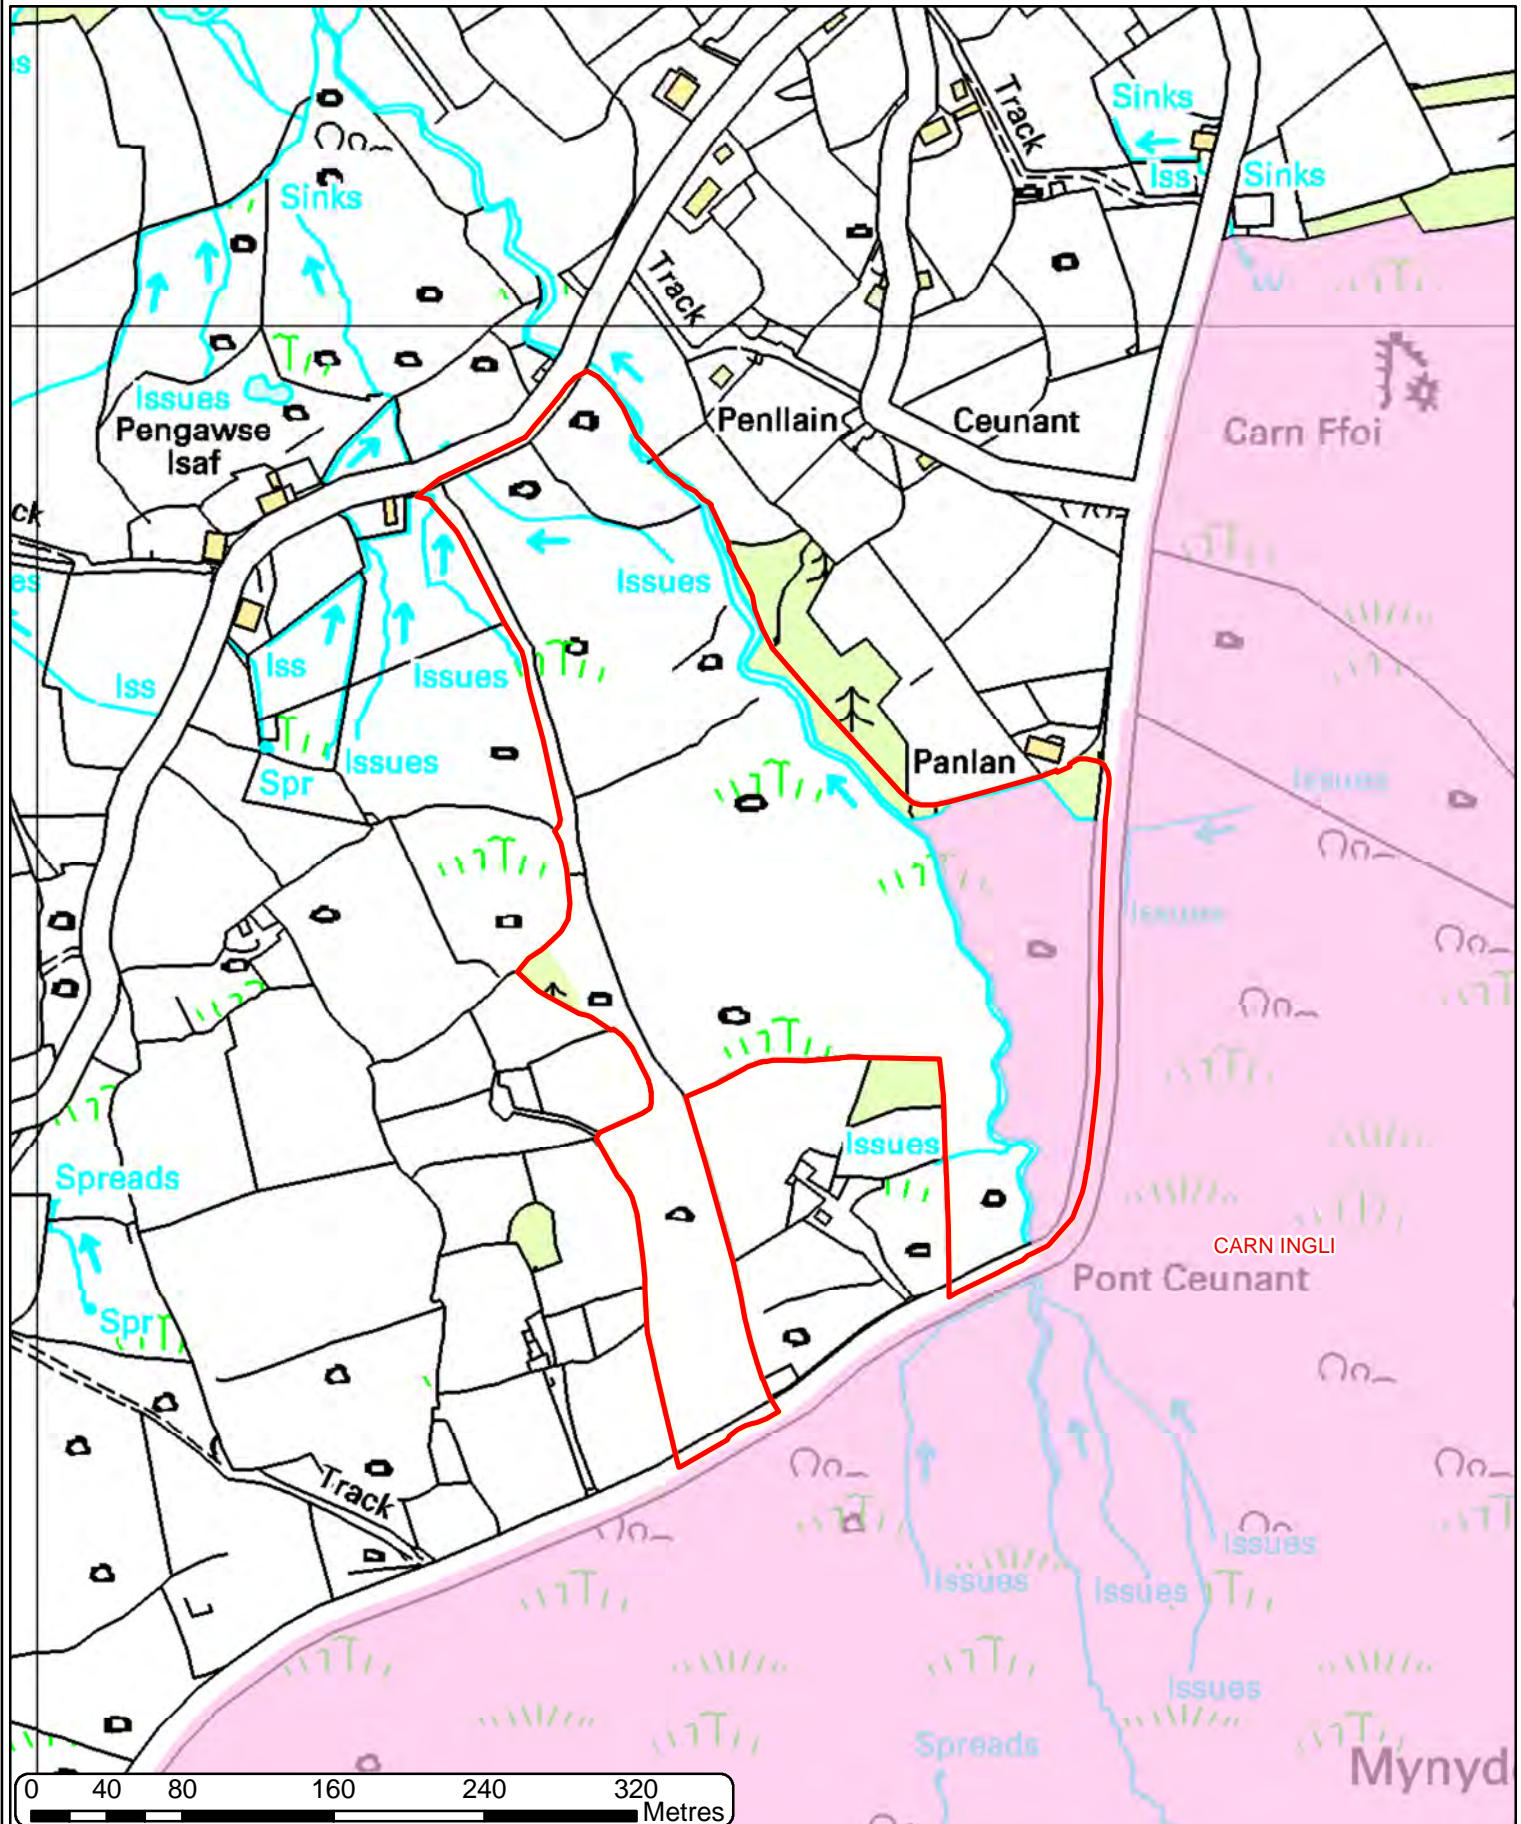 Sinks
Track
Sinks
Iss
Sinks
Track
Issues
Pengawse
Isaf
Penllain
Ceunant
Carn Ffoi
ck
es
Issues
Iss
Iss
Issues
Issues
Spr
Panlan
Issues
Issues
Issues
Spreads
CARN INGLI
Pont Ceunant
Spr
Track
Issues
Issues
Issues
Issues
Spreads
Mynyd
0 40 80 160 240 320
Metres